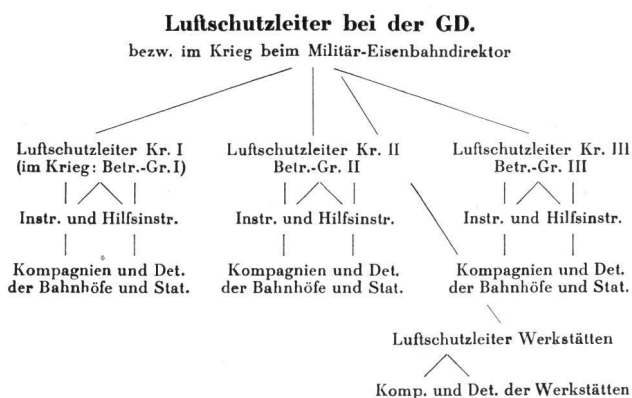 Luftschutzleiter bei der GD.
bezw. im Krieg beim Militär-Eisenbahndirektor
Luftschutzleiter Kr. I
(im Krieg: Betr.-Gr. I)
Luftschutzleiter Kr. II
Betr.-Gr. II
Luftschutzleiter Kr. III
Betr.-Gr. III
Instr. und Hilfsinstr.
Instr. und Hilfsinstr.
Instr. und Hilfsinstr.
Kompagnien und Det.
der Bahnhöfe und Stat.
Kompagnien und Det.
der Bahnhöfe und Stat.
Kompagnien und Det.
der Bahnhöfe und Stat.
Luftschutzleiter Werkstätten
Komp. und Det. der Werkstätten